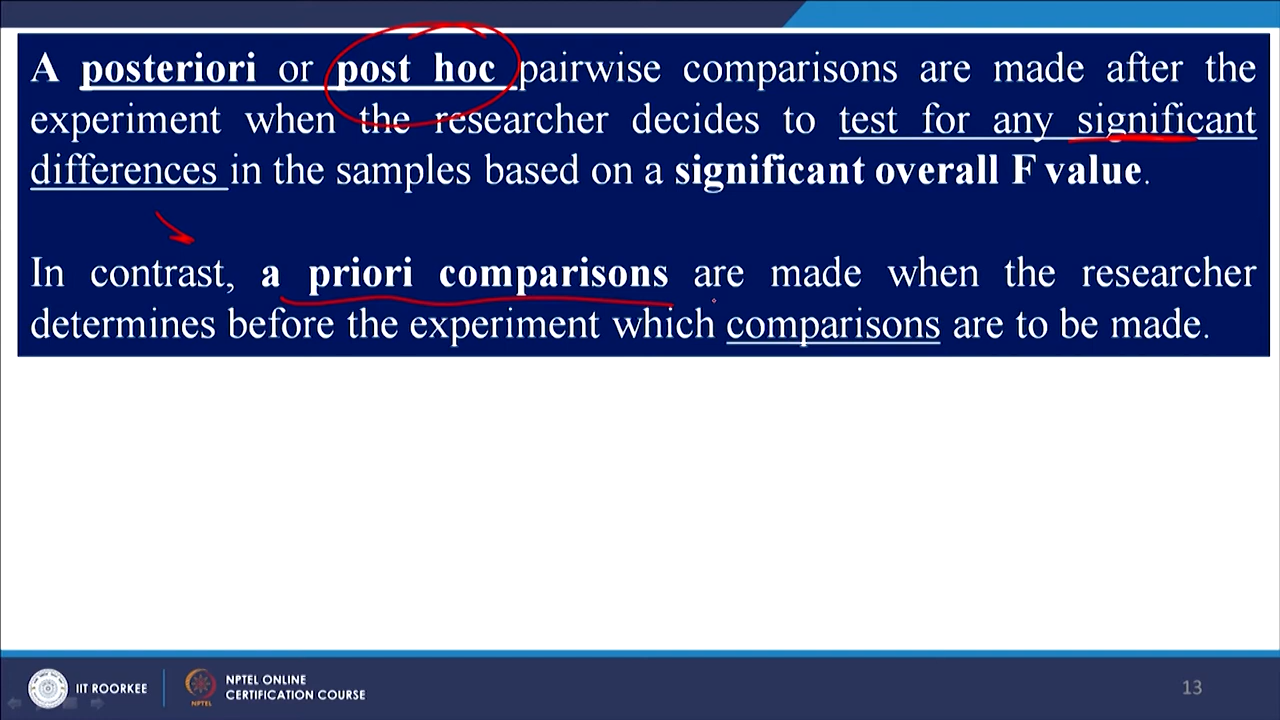 A posteriori or post hoc pairwise comparisons are made after the
experiment when the researcher decides to test for any significant
differences in the samples based on a significant overall F value.
In contrast, a priori comparisons are made when the researcher
determines before the experiment which comparisons are to be made.
IIT ROORKEE
NPTEL
NPTEL ONLINE
CERTIFICATION COURSE
13